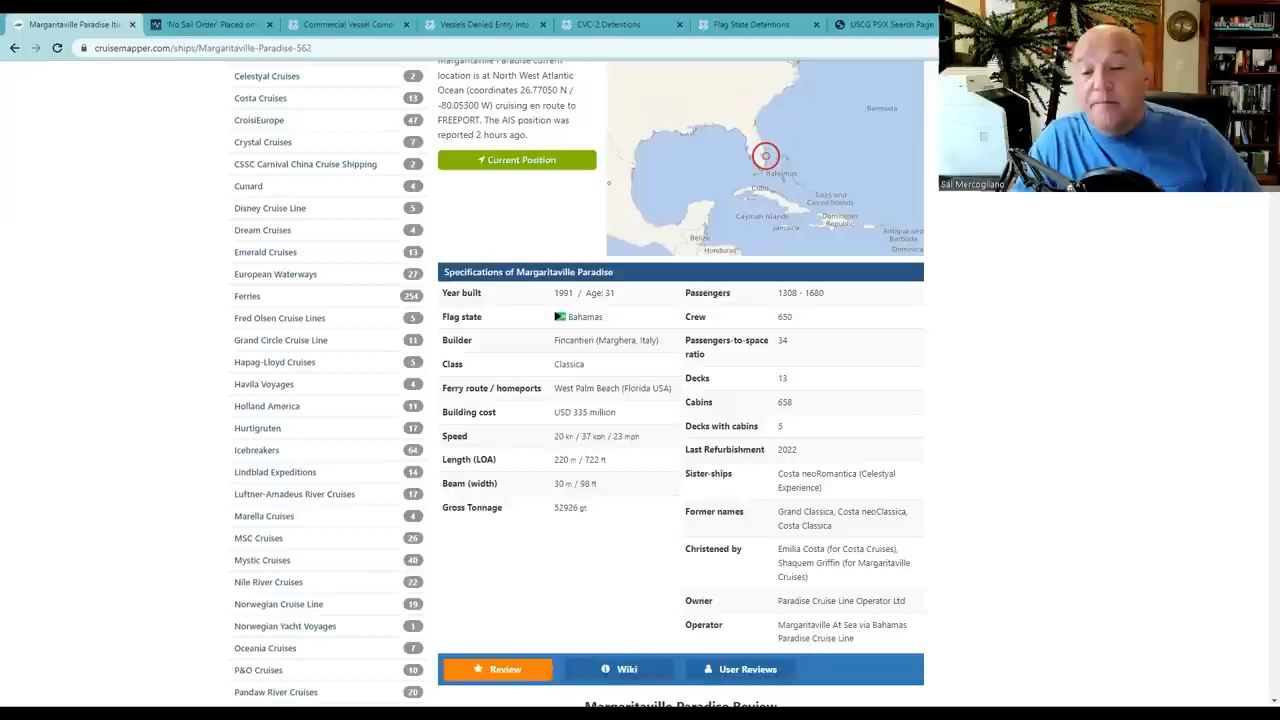 Margaritaville Paradise Itin
'No Sail Order' Placed on
Commercial Vessel Compl
Vessels Denied Entry Into
CVC-2 Detentions
Flag State Detentions
USCG PSIX Search Page
cruisemapper.com/ships/Margaritaville-Paradise-562
Celestyal Cruises 2
Costa Cruises 13
CroisiEurope 47
Crystal Cruises 7
CSSC Carnival China Cruise Shipping 2
Cunard 4
Disney Cruise Line 5
Dream Cruises 4
Emerald Cruises 13
European Waterways 27
Ferries 254
Fred Olsen Cruise Lines 5
Grand Circle Cruise Line 11
Hapag-Lloyd Cruises 5
Havila Voyages 4
Holland America 11
Hurtigruten 17
Icebreakers 64
Lindblad Expeditions 14
Luftner-Amadeus River Cruises 17
Marella Cruises 4
MSC Cruises 26
Mystic Cruises 40
Nile River Cruises 22
Norwegian Cruise Line 19
Norwegian Yacht Voyages 1
Oceania Cruises 7
P&O Cruises 10
Pandaw River Cruises 20
Margaritaville Paradise current
location is at North West Atlantic
Ocean (coordinates 26.77050 N /
-80.05300 W) cruising en route to
FREEPORT. The AIS position was
reported 2 hours ago.
Current Position
Bermuda
Bahamas
Cuba
Turks and
Caicos Islands
Cayman Islands
Dominican
Republic
Jamaica
Antigua and
Barbuda
Belize
Dominica
Honduras
Specifications of Margaritaville Paradise
Year built 1991 / Age: 31
Flag state Bahamas
Builder Fincantieri (Marghera, Italy)
Class Classica
Ferry route / homeports West Palm Beach (Florida USA)
Building cost USD 335 million
Speed 20 kn / 37 kph / 23 mph
Length (LOA) 220 m / 722 ft
Beam (width) 30 m / 98 ft
Gross Tonnage 52926 gt
Passengers 1308 - 1680
Crew 650
Passengers-to-space
ratio
34
Decks 13
Cabins 658
Decks with cabins 5
Last Refurbishment 2022
Sister-ships Costa neoRomantica (Celestyal
Experience)
Former names Grand Classica, Costa neoClassica,
Costa Classica
Christened by Emilia Costa (for Costa Cruises),
Shaquem Griffin (for Margaritaville
Cruises)
Owner Paradise Cruise Line Operator Ltd
Operator Margaritaville At Sea via Bahamas
Paradise Cruise Line
Review
Wiki
User Reviews
Margaritaville Paradise Review
Sal Mercogliano